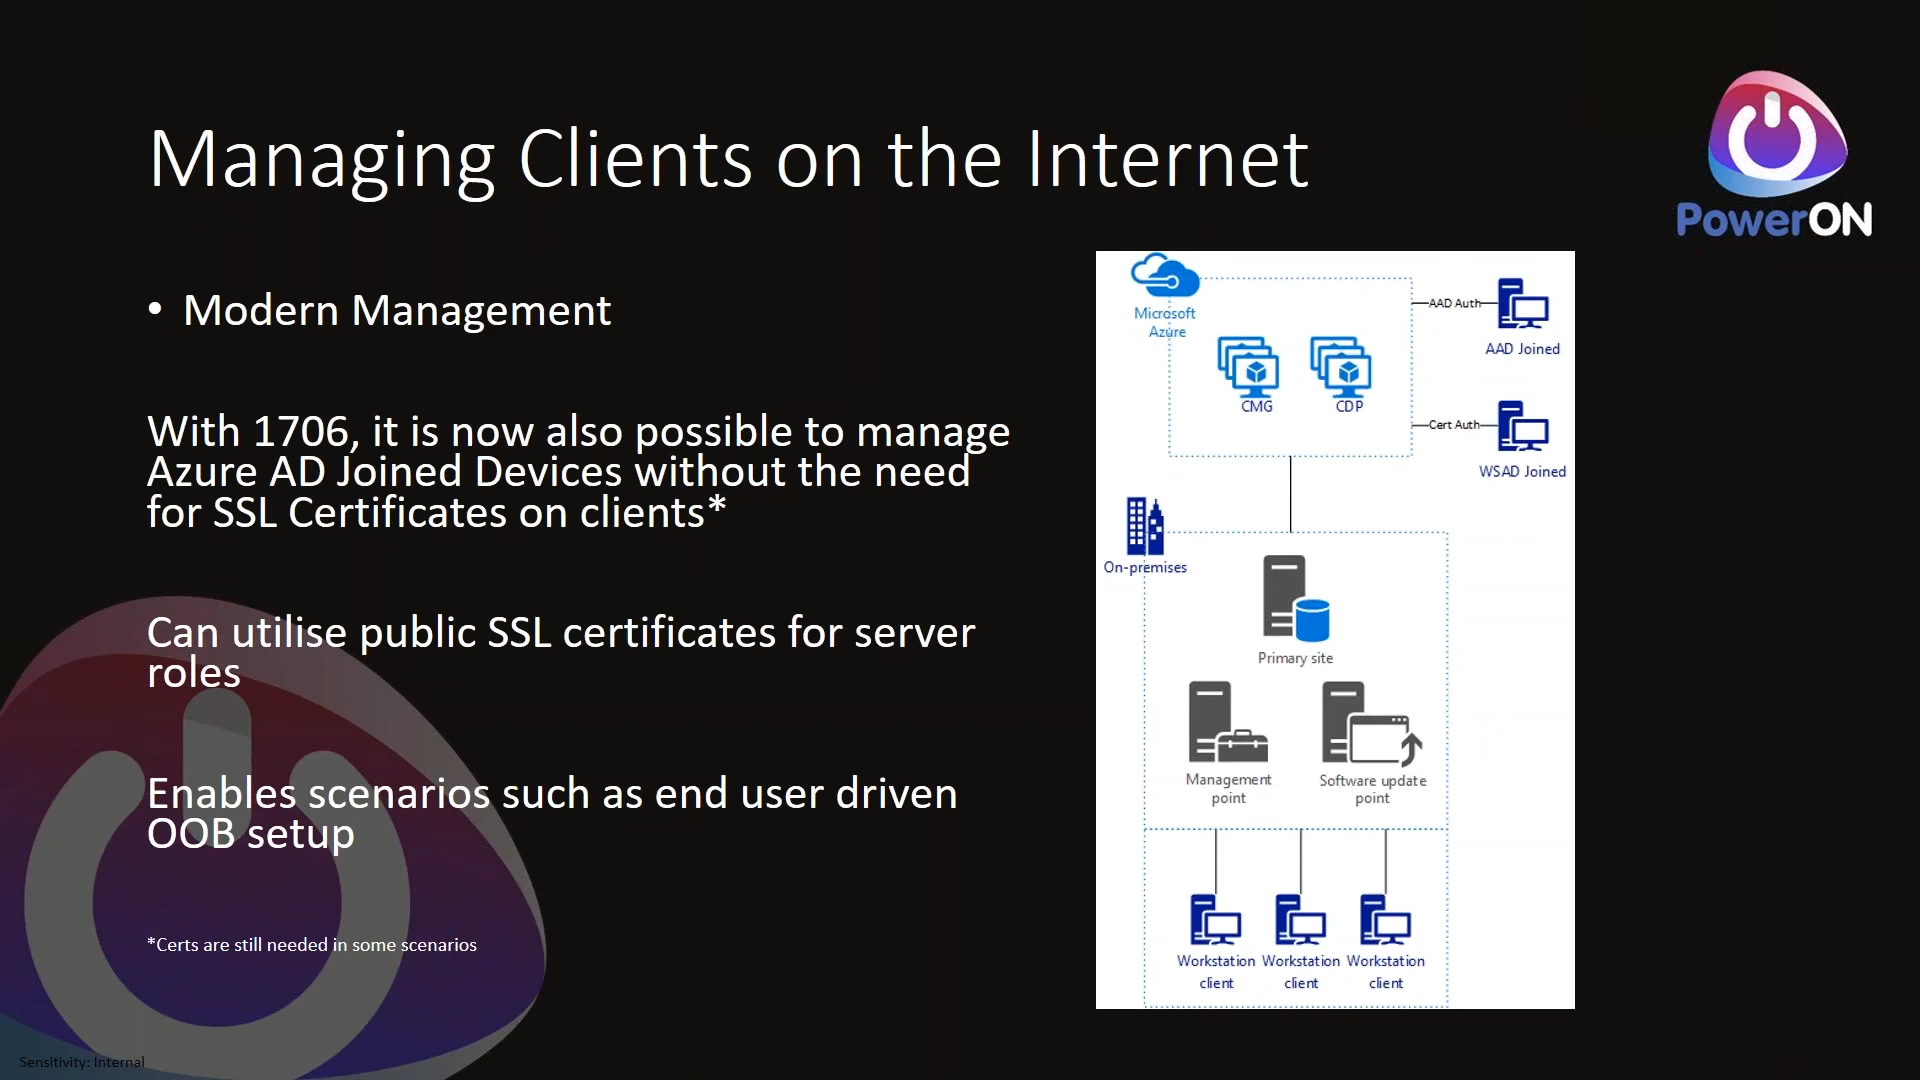 Managing Clients on the Internet
PowerON
• Modern Management
With 1706, it is now also possible to manage
Azure AD Joined Devices without the need
for SSL Certificates on clients*
Can utilise public SSL certificates for server
roles
Enables scenarios such as end user driven
OOB setup
*Certs are still needed in some scenarios
Sensitivity: Internal
Microsoft
Azure
CMG
CDP
AAD Auth
AAD Joined
Cert Auth
WSAD Joined
On-premises
Primary site
Management
point
Software update
point
Workstation
client
Workstation
client
Workstation
client